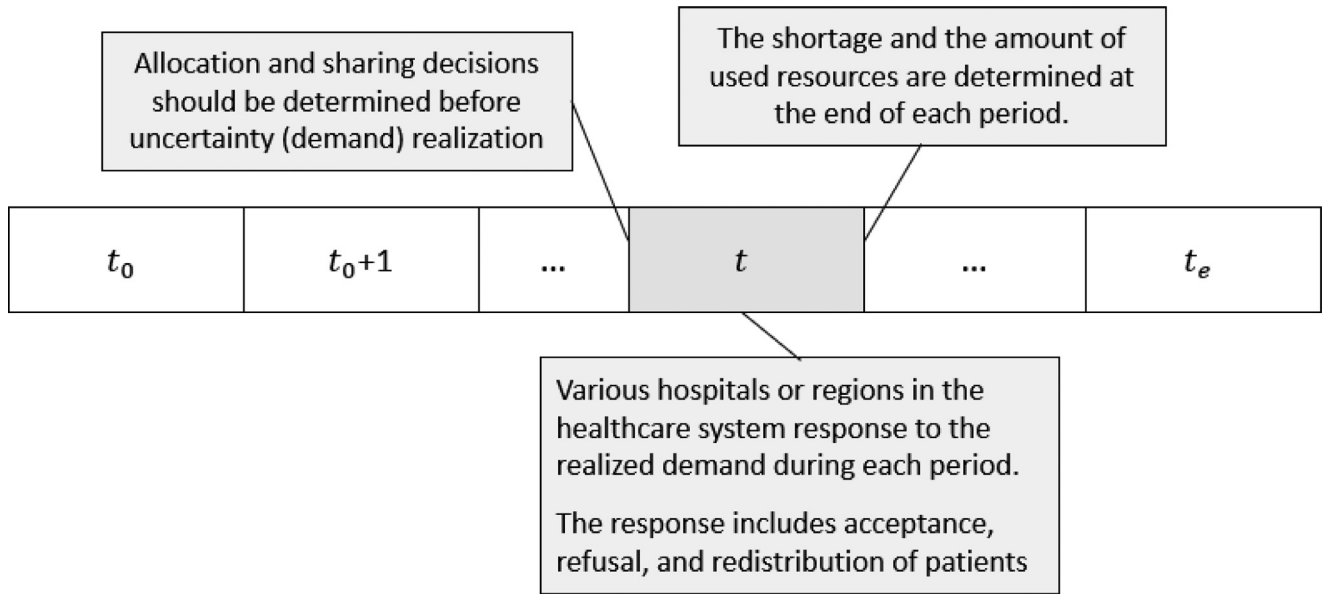 Allocation and sharing decisions
should be determined before
uncertainty (demand) realization
The shortage and the amount of
used resources are determined at
the end of each period.
t₀
t₀+1
...
t
...
tₑ
Various hospitals or regions in the
healthcare system response to the
realized demand during each period.
The response includes acceptance,
refusal, and redistribution of patients